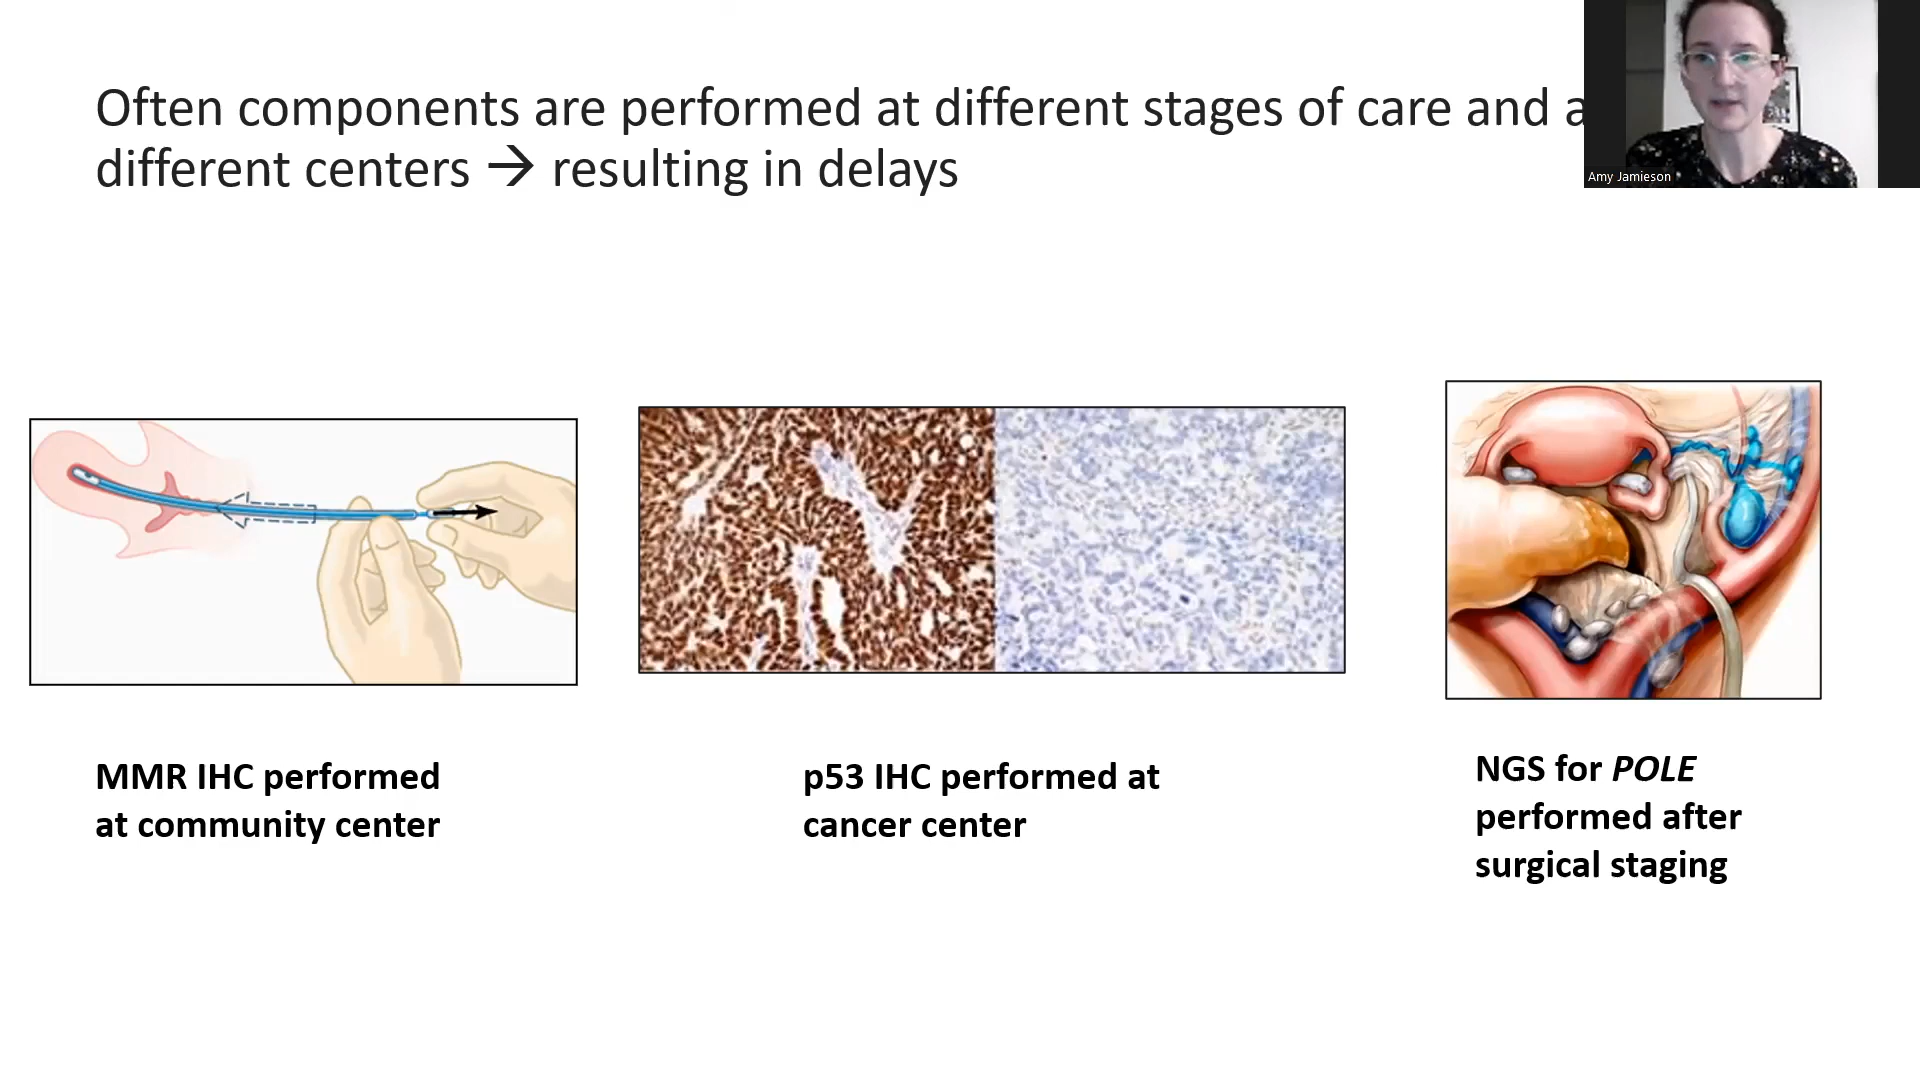 Often components are performed at different stages of care and
different centers → resulting in delays
Amy Jamieson
MMR IHC performed
at community center
p53 IHC performed at
cancer center
NGS for POLE
performed after
surgical staging